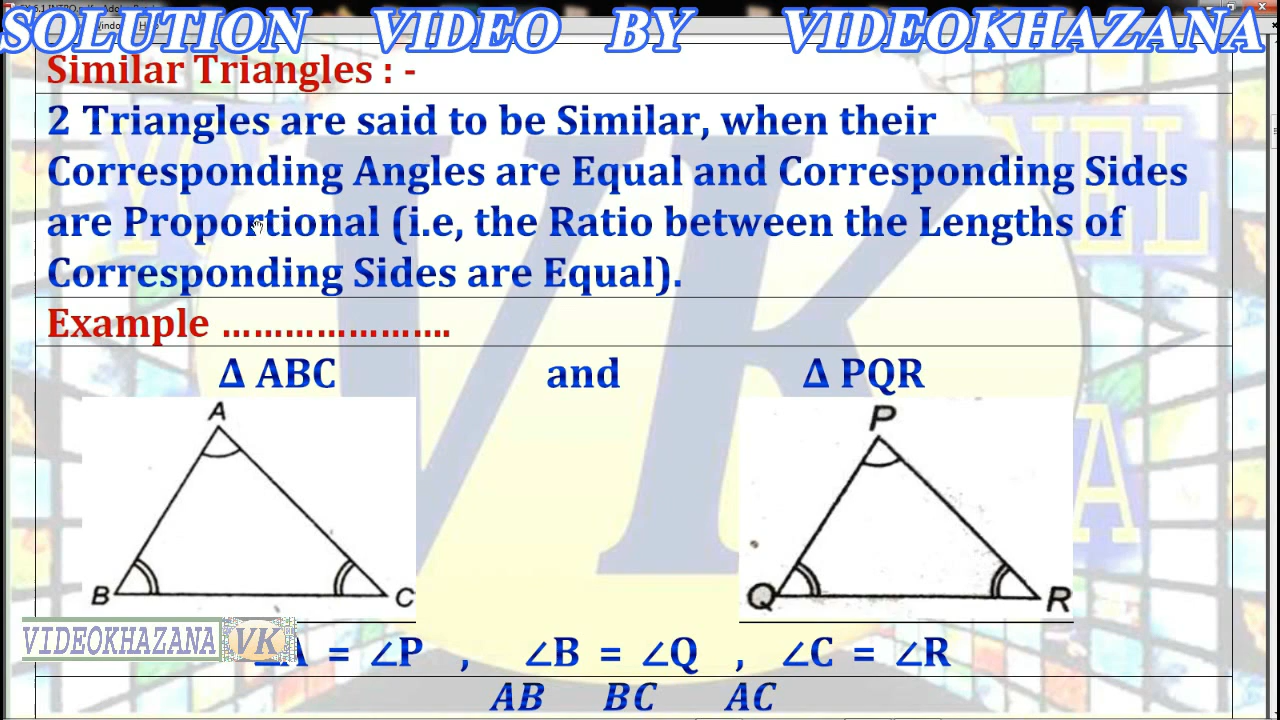 SOLUTION VIDEO BY VIDEOKHAZANA
Similar Triangles : -
2 Triangles are said to be Similar, when their
Corresponding Angles are Equal and Corresponding Sides
are Proportional (i.e, the Ratio between the Lengths of
Corresponding Sides are Equal).
Example ......................
Δ ABC and Δ PQR
A
P
B
C
Q
R
VIDEOKHAZANA VK
∠A = ∠P , ∠B = ∠Q , ∠C = ∠R
AB BC AC